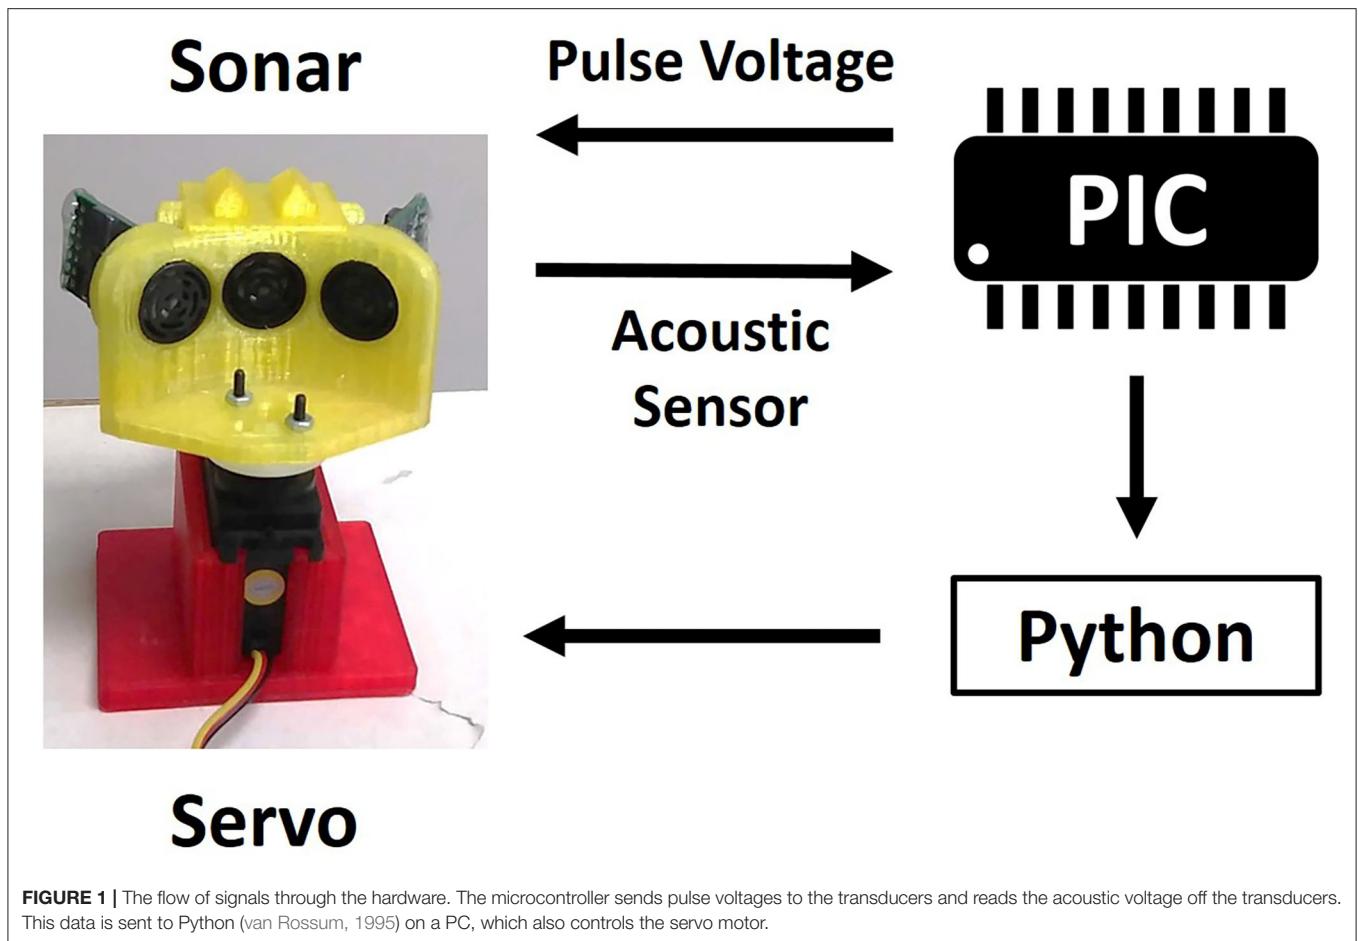 Sonar
Pulse Voltage
PIC
Acoustic
Sensor
Python
Servo
FIGURE 1 | The flow of signals through the hardware. The microcontroller sends pulse voltages to the transducers and reads the acoustic voltage off the transducers.
This data is sent to Python (van Rossum, 1995) on a PC, which also controls the servo motor.